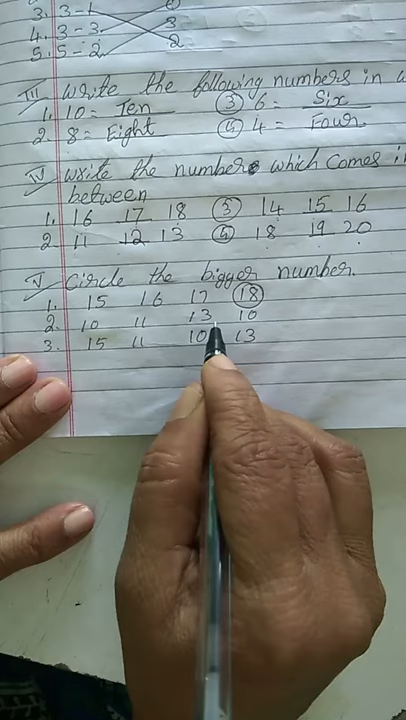 3. 3-1
4. 3-3. 3
5. 5-2 2
III Write the following numbers in
1. 10 = Ten ③ 6 = Six
2. 8 = Eight ④ 4 = Four
IV Write the numbers which comes in
between
1. 16 17 18 ③ 14 15 16
2. 11 12 13 ④ 18 19 20
V Circle the bigger number.
1. 15 16 17 18
2. 10 11 13 10
3. 15 11 10 13